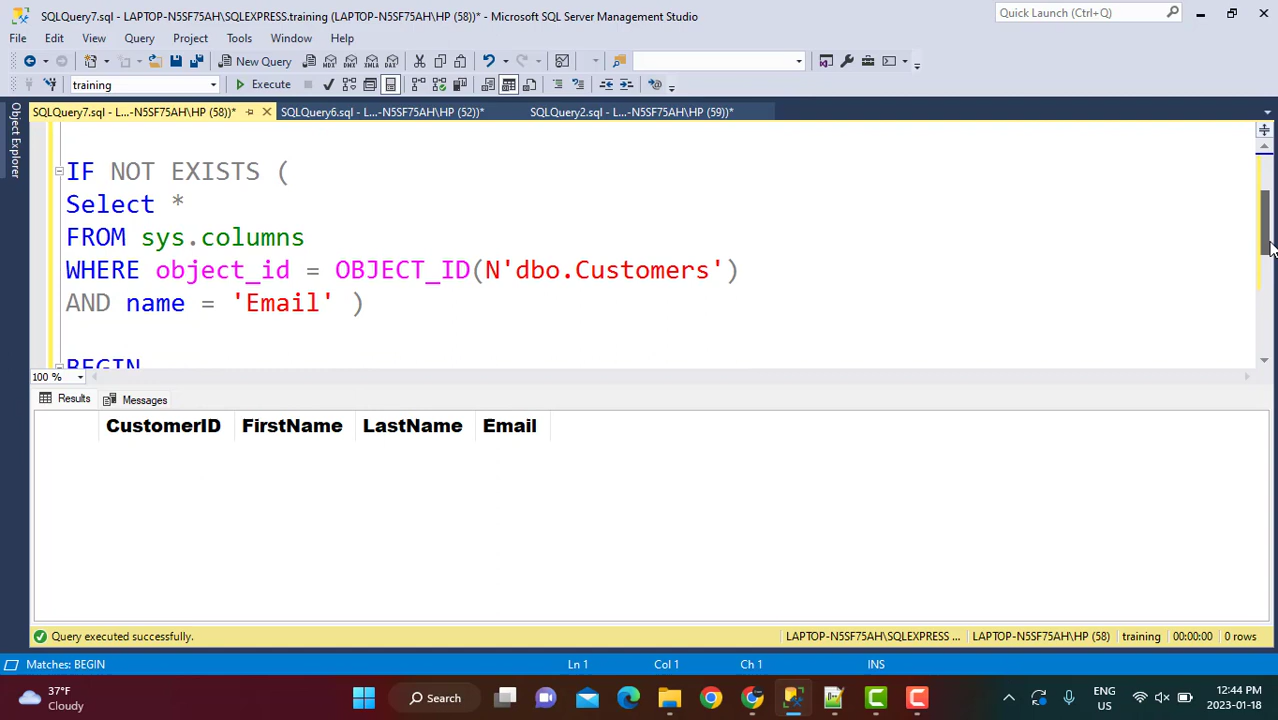 SQLQuery7.sql - LAPTOP-N5SF75AH\SQLEXPRESS.training (LAPTOP-N5SF75AH\HP (58))* - Microsoft SQL Server Management Studio
Quick Launch (Ctrl+Q)
File Edit View Query Project Tools Window Help
New Query
training
Execute
SQLQuery7.sql - L...-N5SF75AH\HP (58))* SQLQuery6.sql - L...-N5SF75AH\HP (52))* SQLQuery2.sql - L...-N5SF75AH\HP (59))*
Object Explorer
IF NOT EXISTS (
Select *
FROM sys.columns
WHERE object_id = OBJECT_ID(N'dbo.Customers')
AND name = 'Email' )
BEGIN
100 %
Results Messages
CustomerID FirstName LastName Email
Query executed successfully. LAPTOP-N5SF75AH\SQLEXPRESS ... LAPTOP-N5SF75AH\HP (58) training 00:00:00 0 rows
Matches: BEGIN Ln 1 Col 1 Ch 1 INS
37°F
Cloudy
Search
ENG
US
12:44 PM
2023-01-18